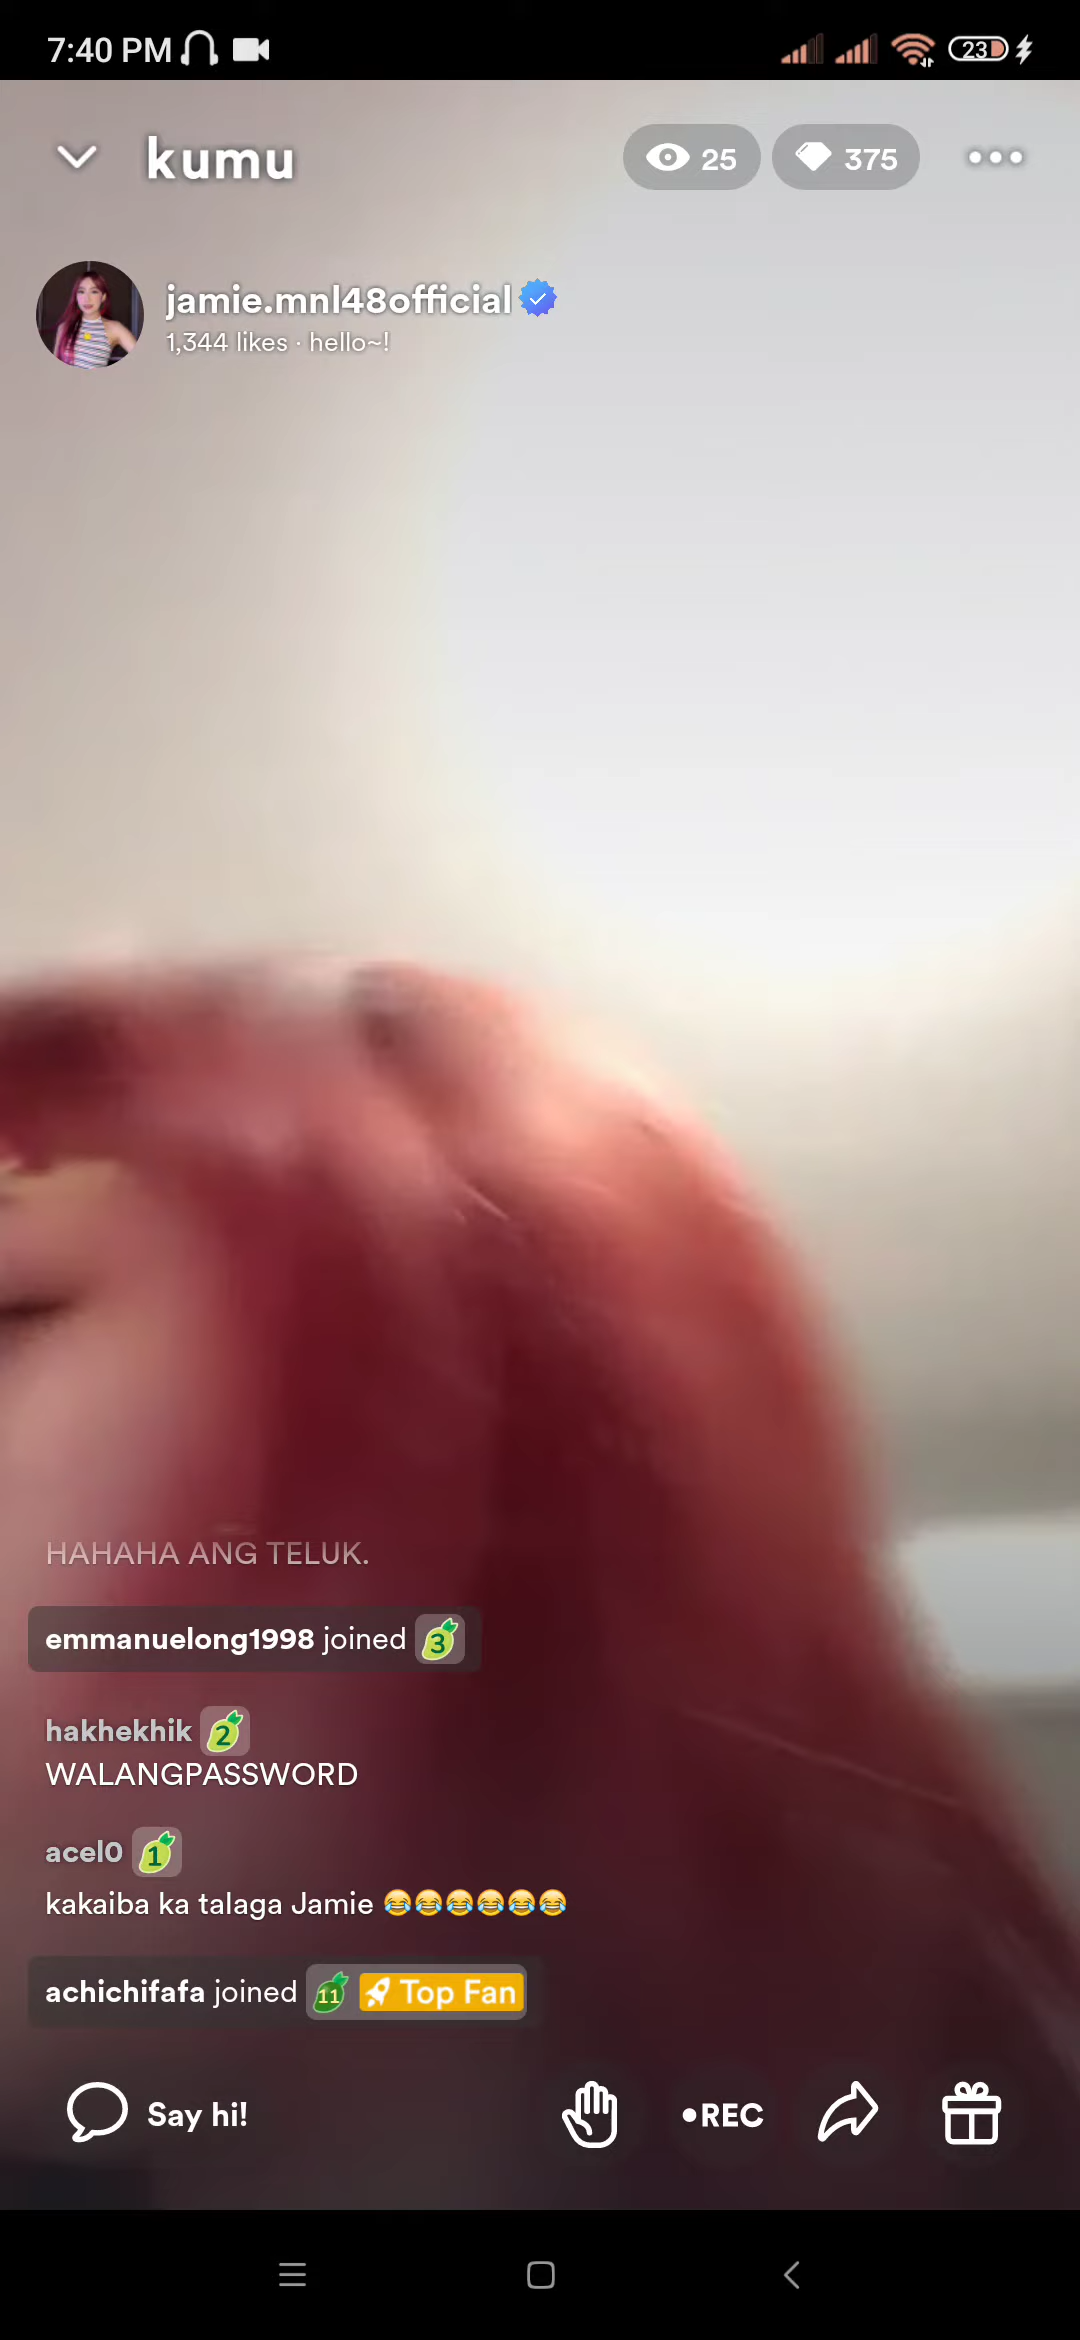 7:40 PM
23
kumu
25
375
jamie.mnl48official
1,344 likes · hello~!
HAHAHA ANG TELUK.
emmanuelong1998 joined 3
hakhekhik 2
WALANGPASSWORD
acel0 1
kakaiba ka talaga Jamie 😂😂😂😂😂😂
achichifafa joined 11 Top Fan
Say hi!
•REC